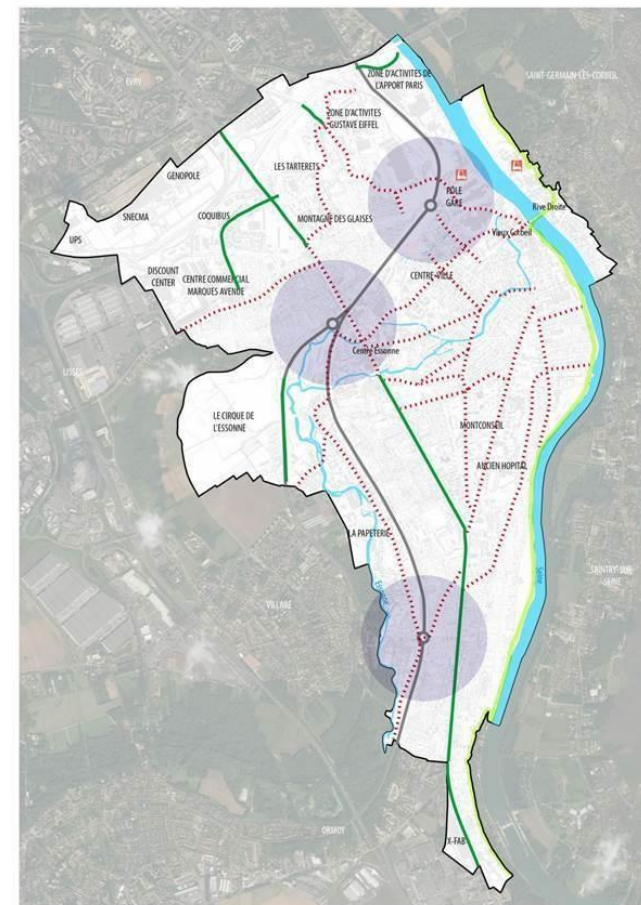 ZONE D'ACTIVITES DE
L'APPORT PARIS
SAINT-GERMAIN-LÈS-CORBEIL
EVRY
ZONE D'ACTIVITES
GUSTAVE EIFFEL
LES TARTERETS
GENOPOLE
PÔLE
GARE
SNECMA
COQUIBUS
MONTAGNE DES GLAISES
Rive Droite
UPS
Vieux Corbeil
DISCOUNT
CENTER
CENTRE COMMERCIAL
MARQUES AVENUE
CENTRE-VILLE
Centre Essonne
LISSES
LE CIRQUE DE
L'ESSONNE
MONTCONSEIL
ANCIEN HOPITAL
LA PAPETERIE
Seine
SAINTRY-SUR-
SEINE
Essonne
VILLABE
ORMOY
X-FAB